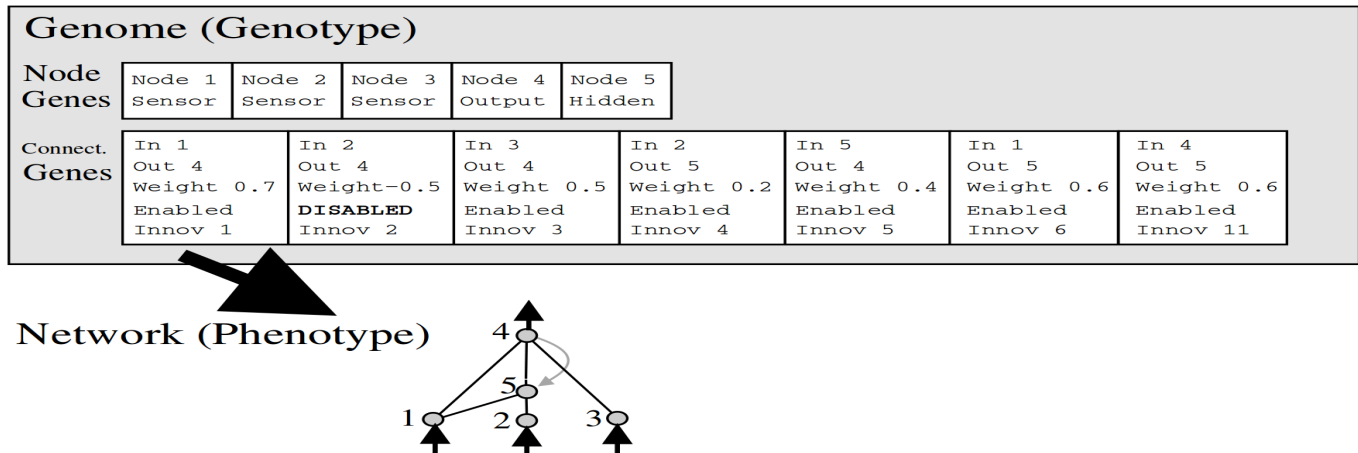 Genome (Genotype)
Node Genes
Node 1 Node 2 Node 3 Node 4 Node 5
Sensor Sensor Sensor Output Hidden
Connect. Genes
In 1 In 2 In 3 In 2 In 5 In 1 In 4
Out 4 Out 4 Out 4 Out 5 Out 4 Out 5 Out 5
Weight 0.7 Weight-0.5 Weight 0.5 Weight 0.2 Weight 0.4 Weight 0.6 Weight 0.6
Enabled DISABLED Enabled Enabled Enabled Enabled Enabled
Innov 1 Innov 2 Innov 3 Innov 4 Innov 5 Innov 6 Innov 11
Network (Phenotype)
4
5
1 2 3